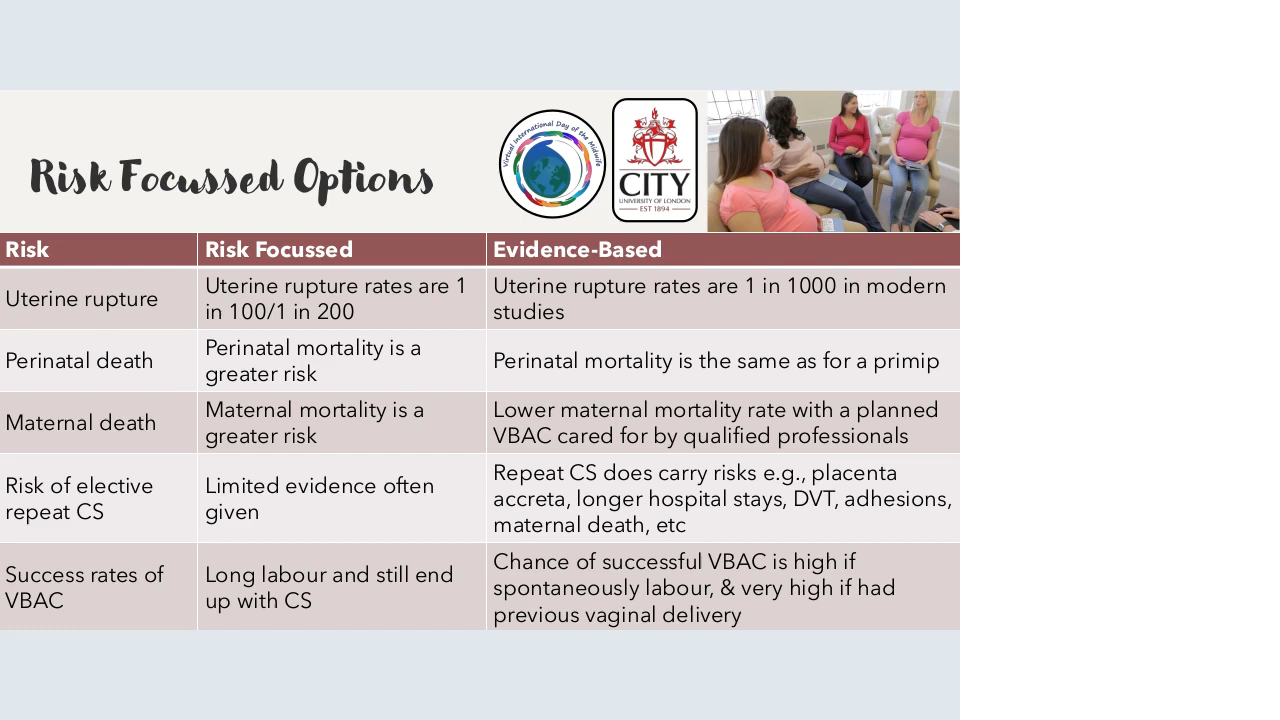 Risk Focussed Options
Virtual International Day of the Midwife
CITY
UNIVERSITY OF LONDON
EST 1894
Risk
Risk Focussed
Evidence-Based
Uterine rupture
Uterine rupture rates are 1
in 100/1 in 200
Uterine rupture rates are 1 in 1000 in modern
studies
Perinatal death
Perinatal mortality is a
greater risk
Perinatal mortality is the same as for a primip
Maternal death
Maternal mortality is a
greater risk
Lower maternal mortality rate with a planned
VBAC cared for by qualified professionals
Risk of elective
repeat CS
Limited evidence often
given
Repeat CS does carry risks e.g., placenta
accreta, longer hospital stays, DVT, adhesions,
maternal death, etc
Success rates of
VBAC
Long labour and still end
up with CS
Chance of successful VBAC is high if
spontaneously labour, & very high if had
previous vaginal delivery